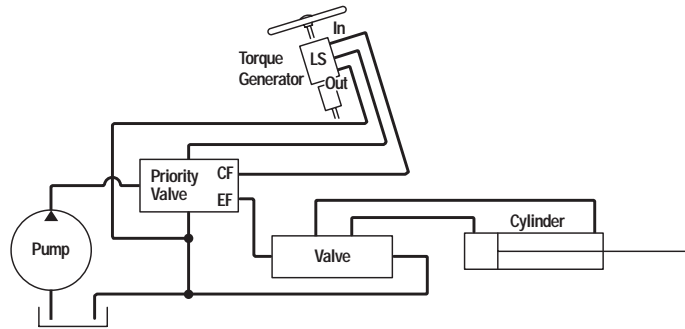 In
Torque
Generator
LS
Out
Priority
Valve
CF
EF
Pump
Valve
Cylinder